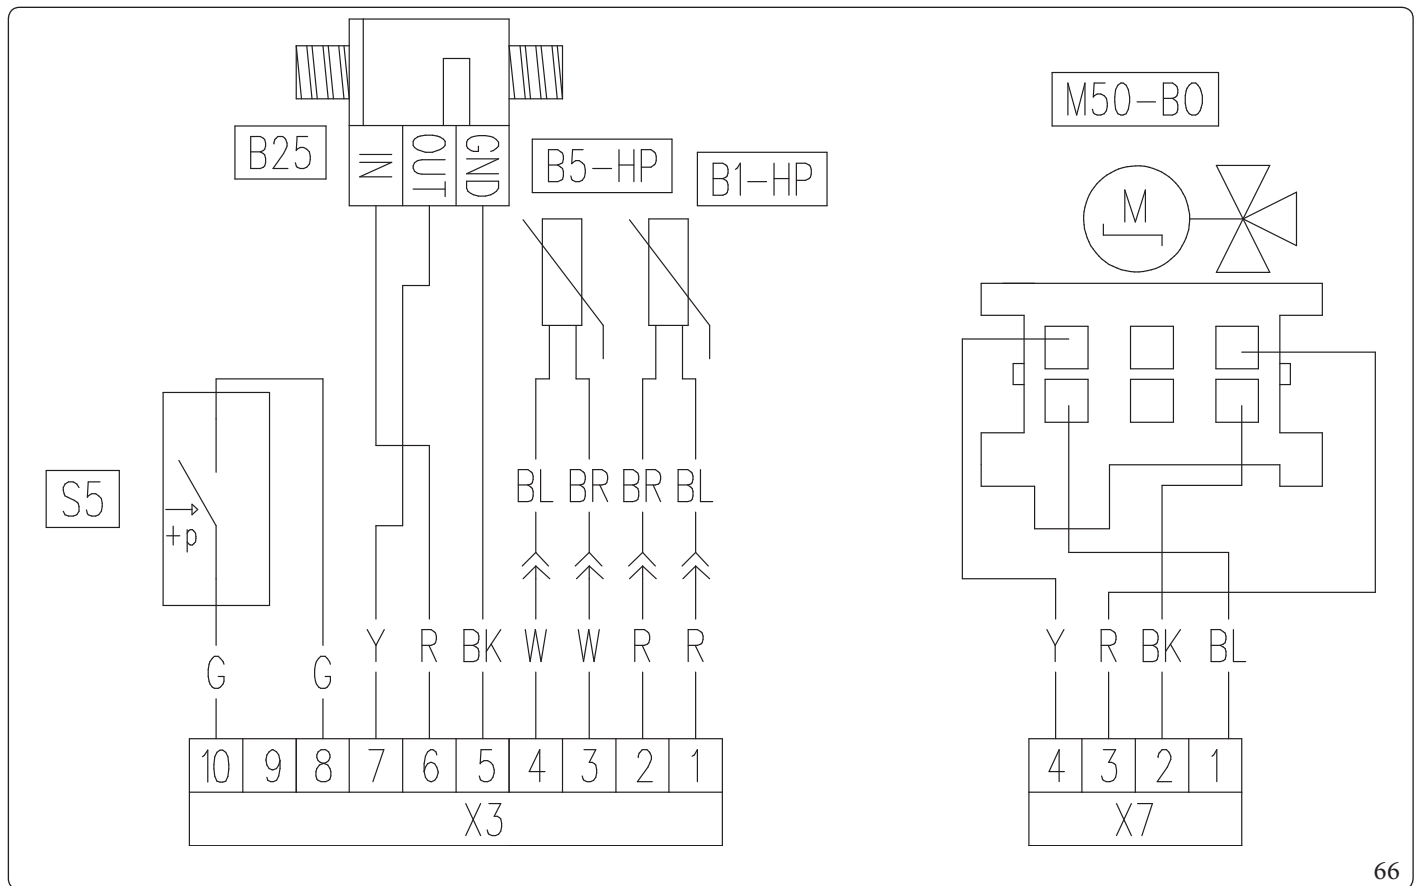 M50-B0
B25
IN OUT GND
B5-HP
B1-HP
M
BL BR BR BL
S5
+p
Y R BK W W R R
Y R BK BL
G G
10 9 8 7 6 5 4 3 2 1
4 3 2 1
X3
X7
66